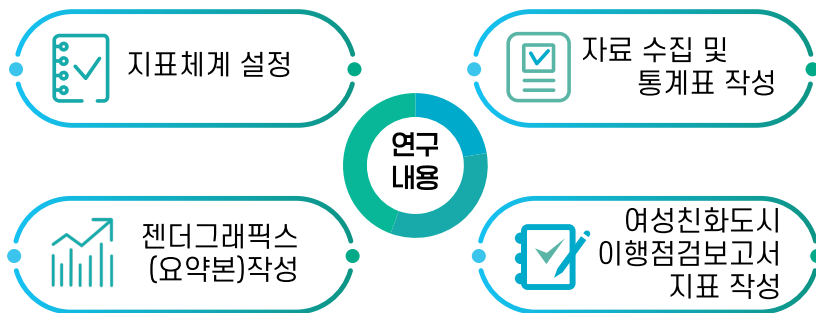 지표체계 설정
자료 수집 및
통계표 작성
연구
내용
젠더그래픽스
(요약본)작성
여성친화도시
이행점검보고서
지표 작성